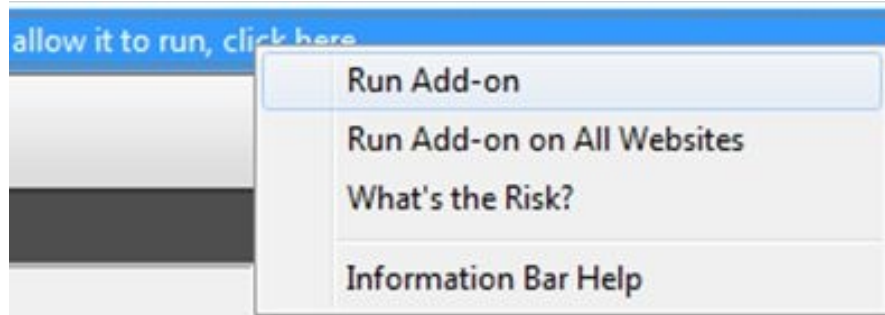 allow it to run, click here
Run Add-on
Run Add-on on All Websites
What's the Risk?
Information Bar Help